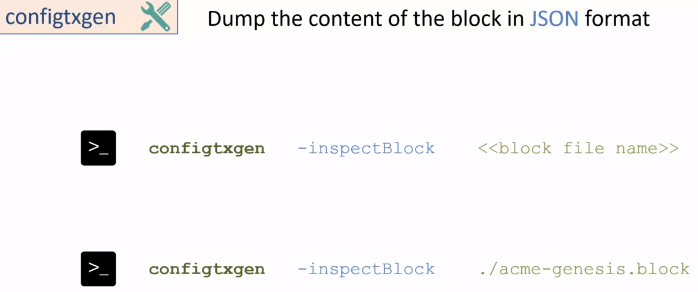 configtxgen Dump the content of the block in JSON format
>_ configtxgen -inspectBlock <<block file name>>
>_ configtxgen -inspectBlock ./acme-genesis.block